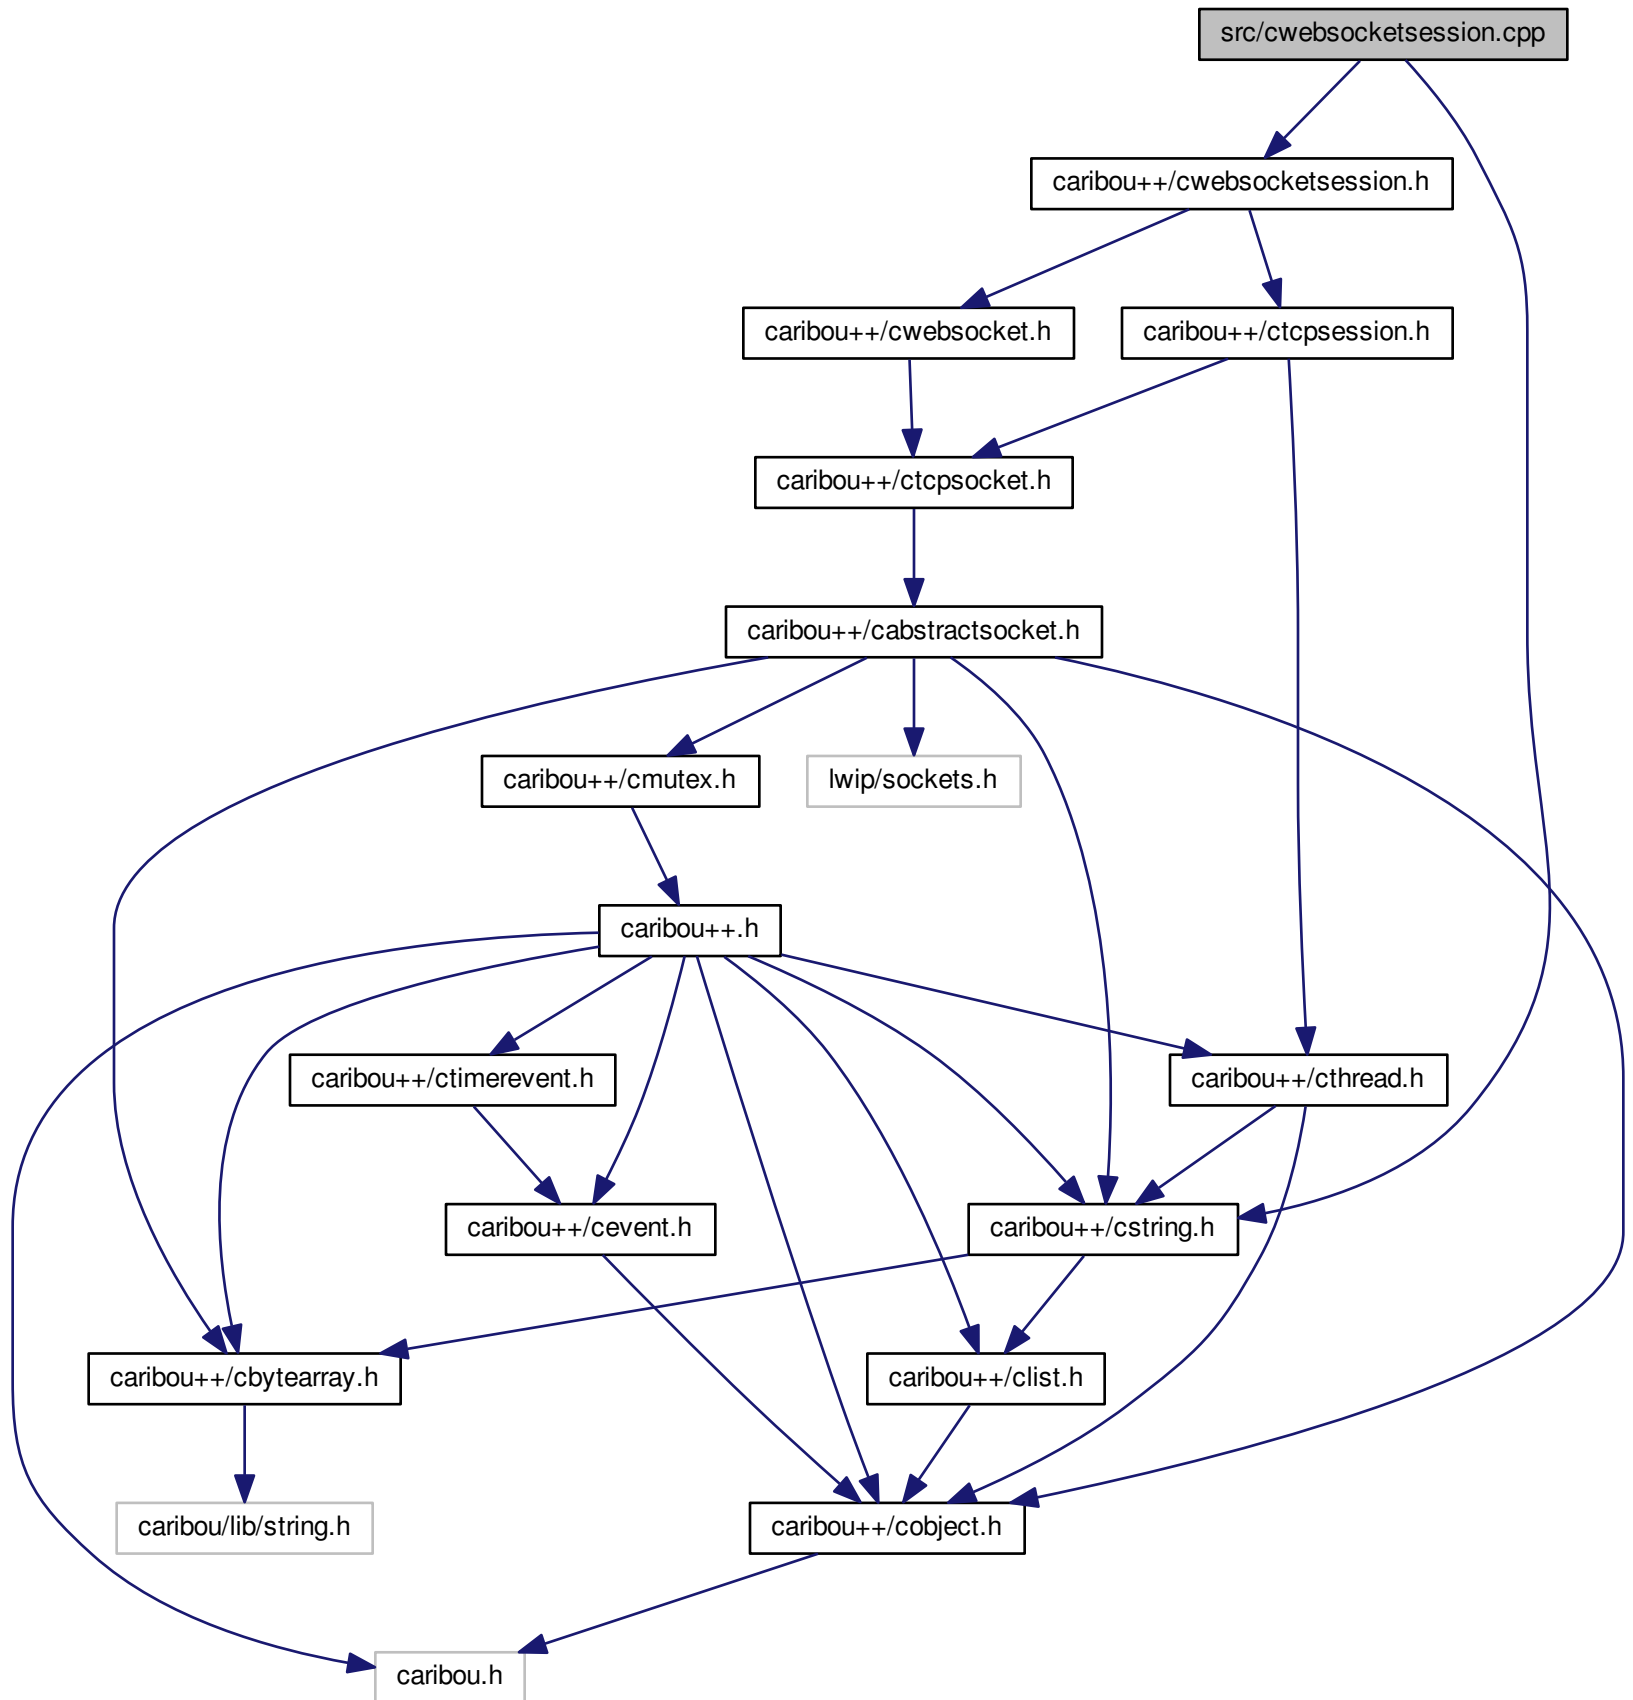 src/cwebsocketsession.cpp
caribou++/cwebsocketsession.h
caribou++/cwebsocket.h
caribou++/ctcpsession.h
caribou++/ctcpsocket.h
caribou++/cabstractsocket.h
caribou++/cmutex.h
lwip/sockets.h
caribou++.h
caribou++/ctimerevent.h
caribou++/cthread.h
caribou++/cevent.h
caribou++/cstring.h
caribou++/cbytearray.h
caribou++/clist.h
caribou/lib/string.h
caribou++/cobject.h
caribou.h